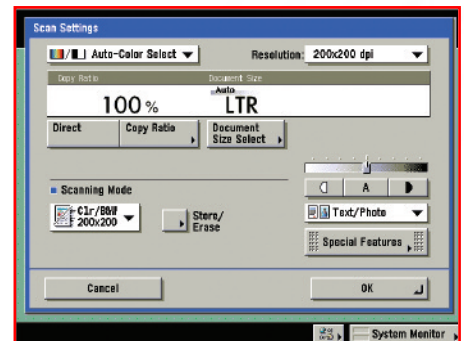 Scan Settings
Auto-Color Select
Resolution: 200x200 dpi
Copy Ratio
Document Size
100 %
Auto
LTR
Direct
Copy Ratio
Document
Size Select
Scanning Mode
A
Clr/B&W
200x200
Store/
Erase
Text/Photo
Special Features
Cancel
OK
System Monitor